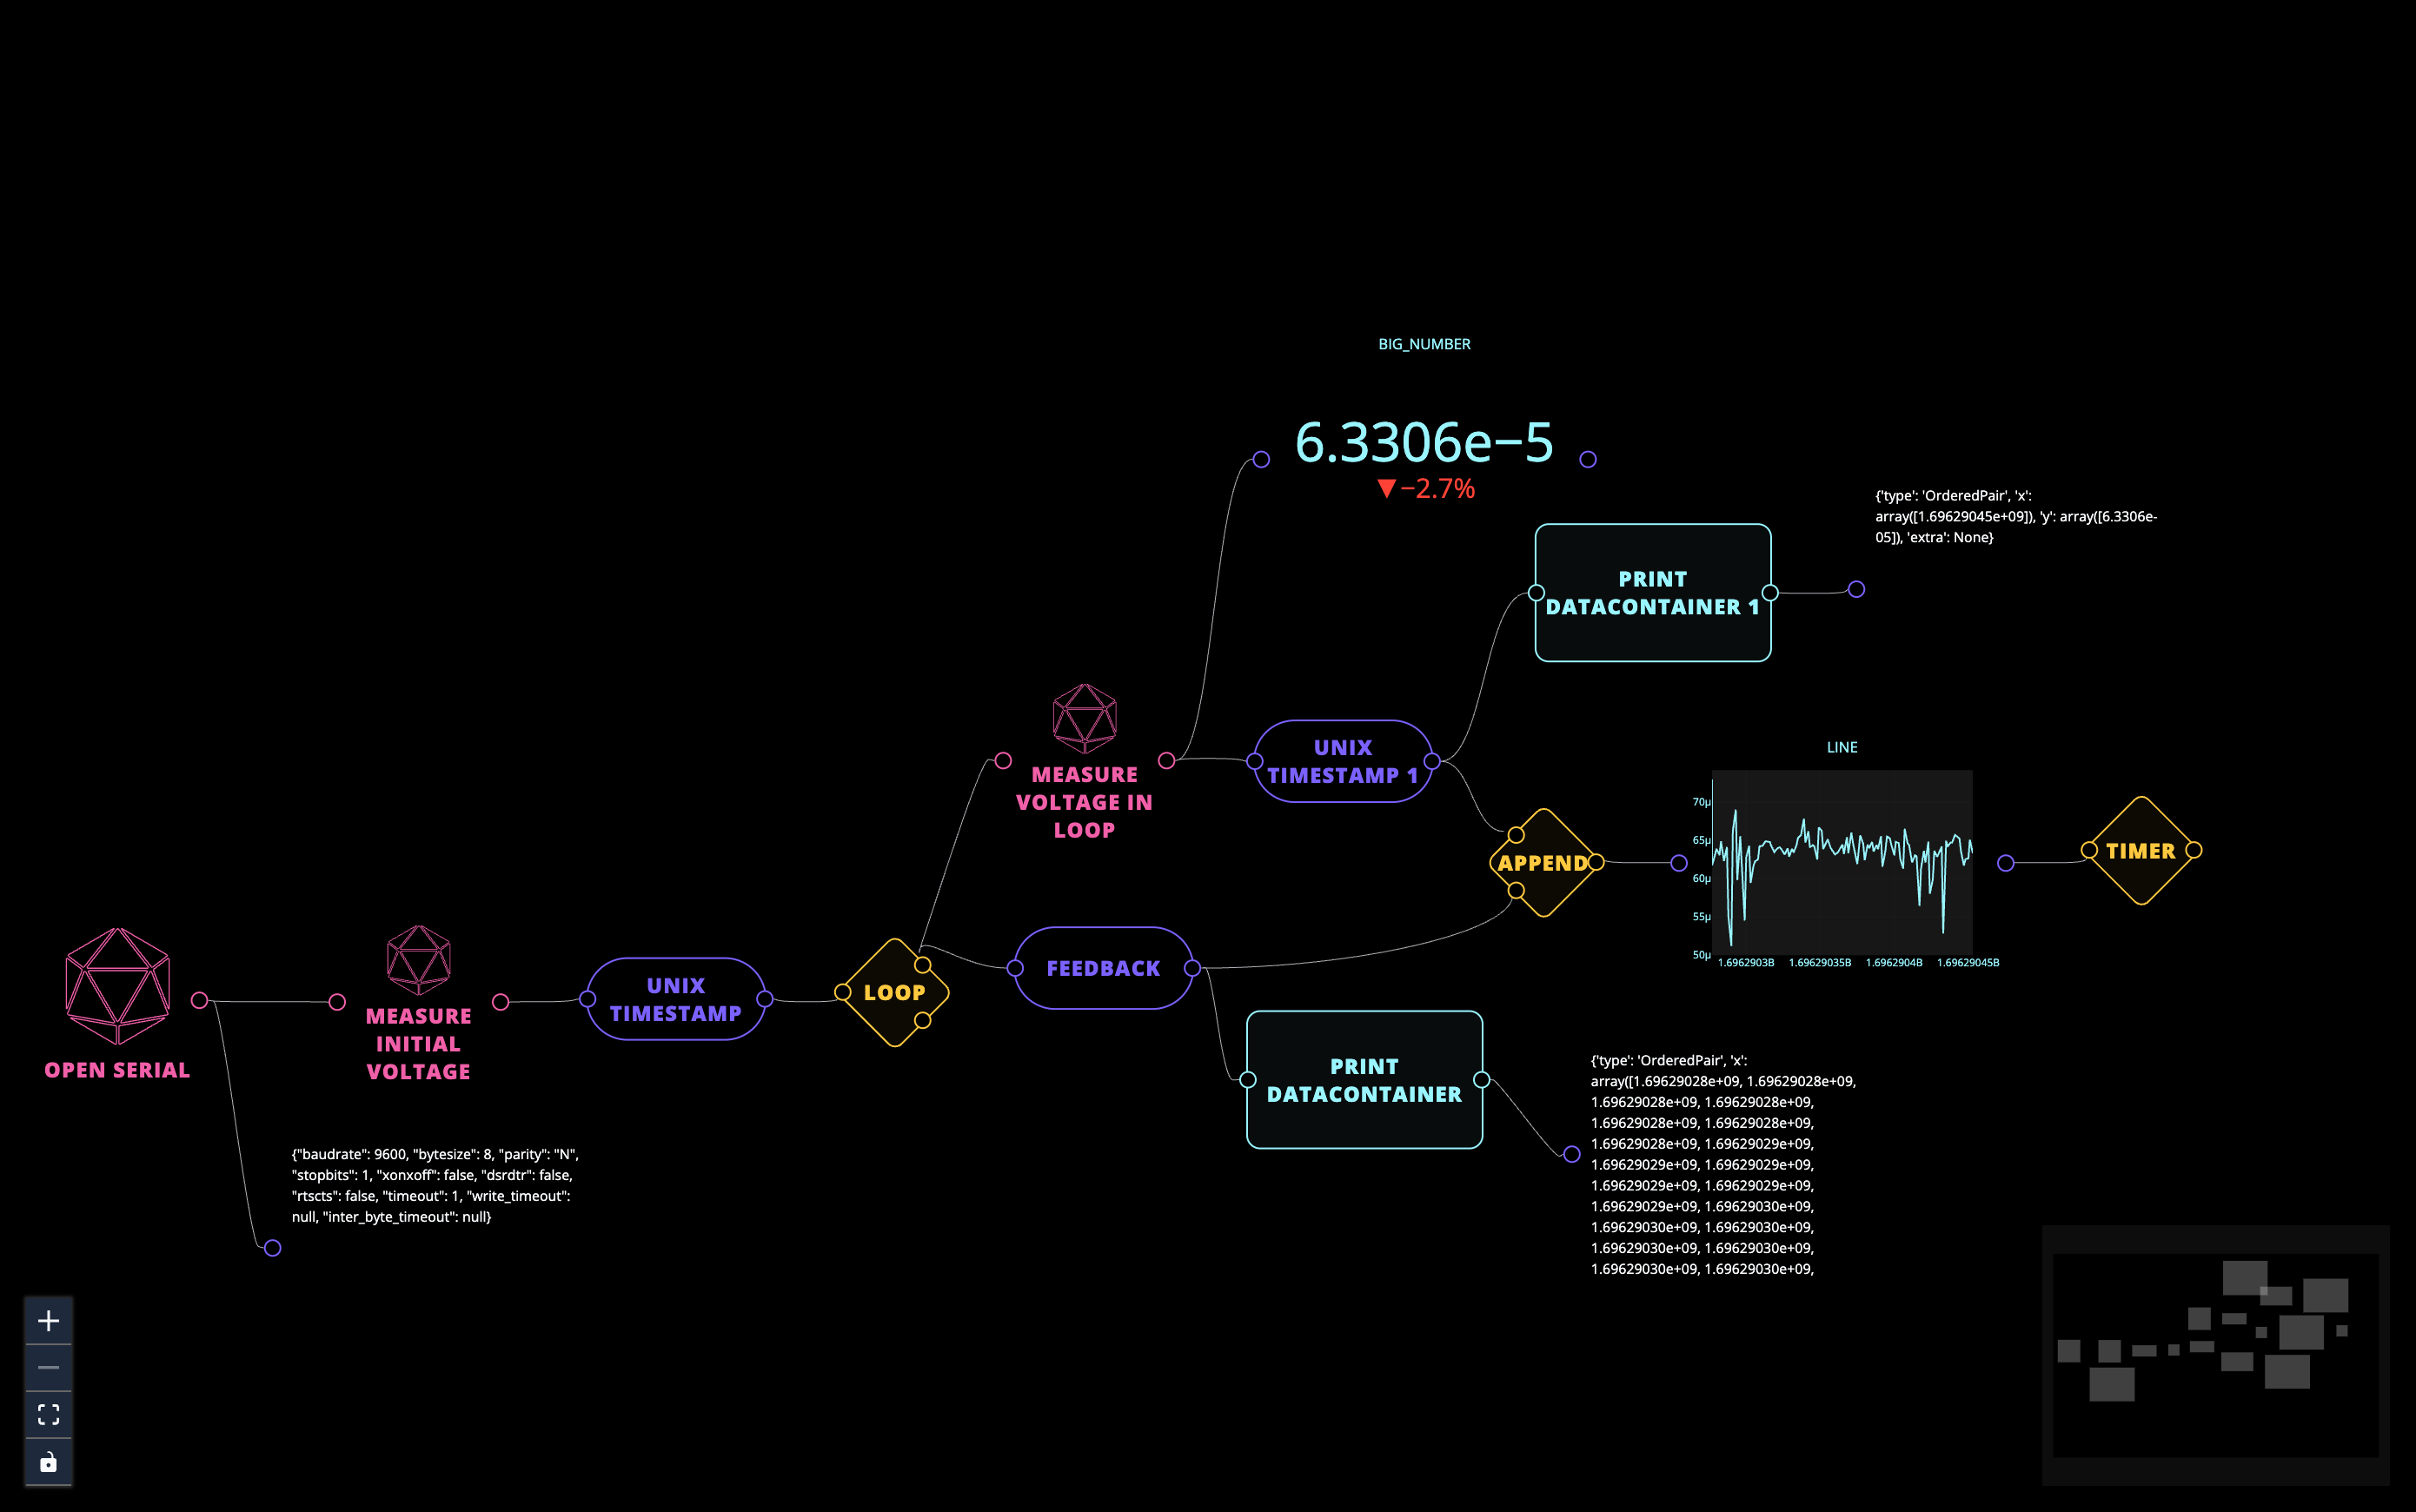 BIG_NUMBER
6.3306e−5
▼−2.7%
{'type': 'OrderedPair', 'x':
array([1.69629045e+09]), 'y': array([6.3306e-
05]), 'extra': None}
PRINT
DATACONTAINER 1
MEASURE
VOLTAGE IN
LOOP
UNIX
TIMESTAMP 1
LINE
70μ
65μ
60μ
55μ
50μ
1.6962903B
1.69629035B
1.6962904B
1.69629045B
APPEND
TIMER
OPEN SERIAL
MEASURE
INITIAL
VOLTAGE
UNIX
TIMESTAMP
LOOP
FEEDBACK
PRINT
DATACONTAINER
{'type': 'OrderedPair', 'x':
array([1.69629028e+09, 1.69629028e+09,
1.69629028e+09, 1.69629028e+09,
1.69629028e+09, 1.69629028e+09,
1.69629028e+09, 1.69629029e+09,
1.69629029e+09, 1.69629029e+09,
1.69629029e+09, 1.69629029e+09,
1.69629029e+09, 1.69629030e+09,
1.69629030e+09, 1.69629030e+09,
1.69629030e+09, 1.69629030e+09,
1.69629030e+09, 1.69629030e+09,
{"baudrate": 9600, "bytesize": 8, "parity": "N",
"stopbits": 1, "xonxoff": false, "dsrdtr": false,
"rtscts": false, "timeout": 1, "write_timeout":
null, "inter_byte_timeout": null}